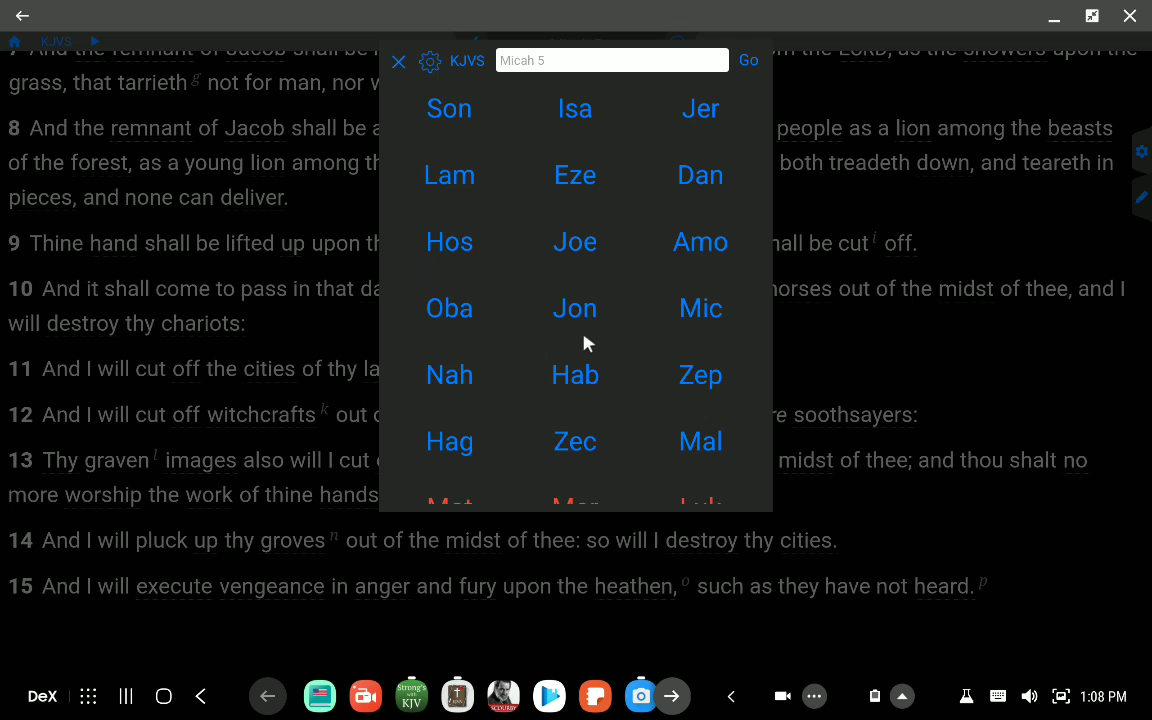 KJVS
KJVS Micah 5 Go
grass, that tarrieth g not for man, nor
Son Isa Jer
8 And the remnant of Jacob shall be a people as a lion among the beasts
of the forest, as a young lion among both treadeth down, and teareth in
Lam Eze Dan
pieces, and none can deliver.
9 Thine hand shall be lifted up upon be cut i off.
Hos Joe Amo
10 And it shall come to pass in that horses out of the midst of thee, and I
Oba Jon Mic
will destroy thy chariots:
11 And I will cut off the cities of thy
Nah Hab Zep
12 And I will cut off witchcrafts k out soothsayers:
Hag Zec Mal
13 Thy graven l images also will I cut midst of thee; and thou shalt no
more worship the work of thine hands
14 And I will pluck up thy groves n out of the midst of thee: so will I destroy thy cities.
15 And I will execute vengeance in anger and fury upon the heathen, o such as they have not heard. p
DeX Strong's with KJV SCOURBY 1:08 PM